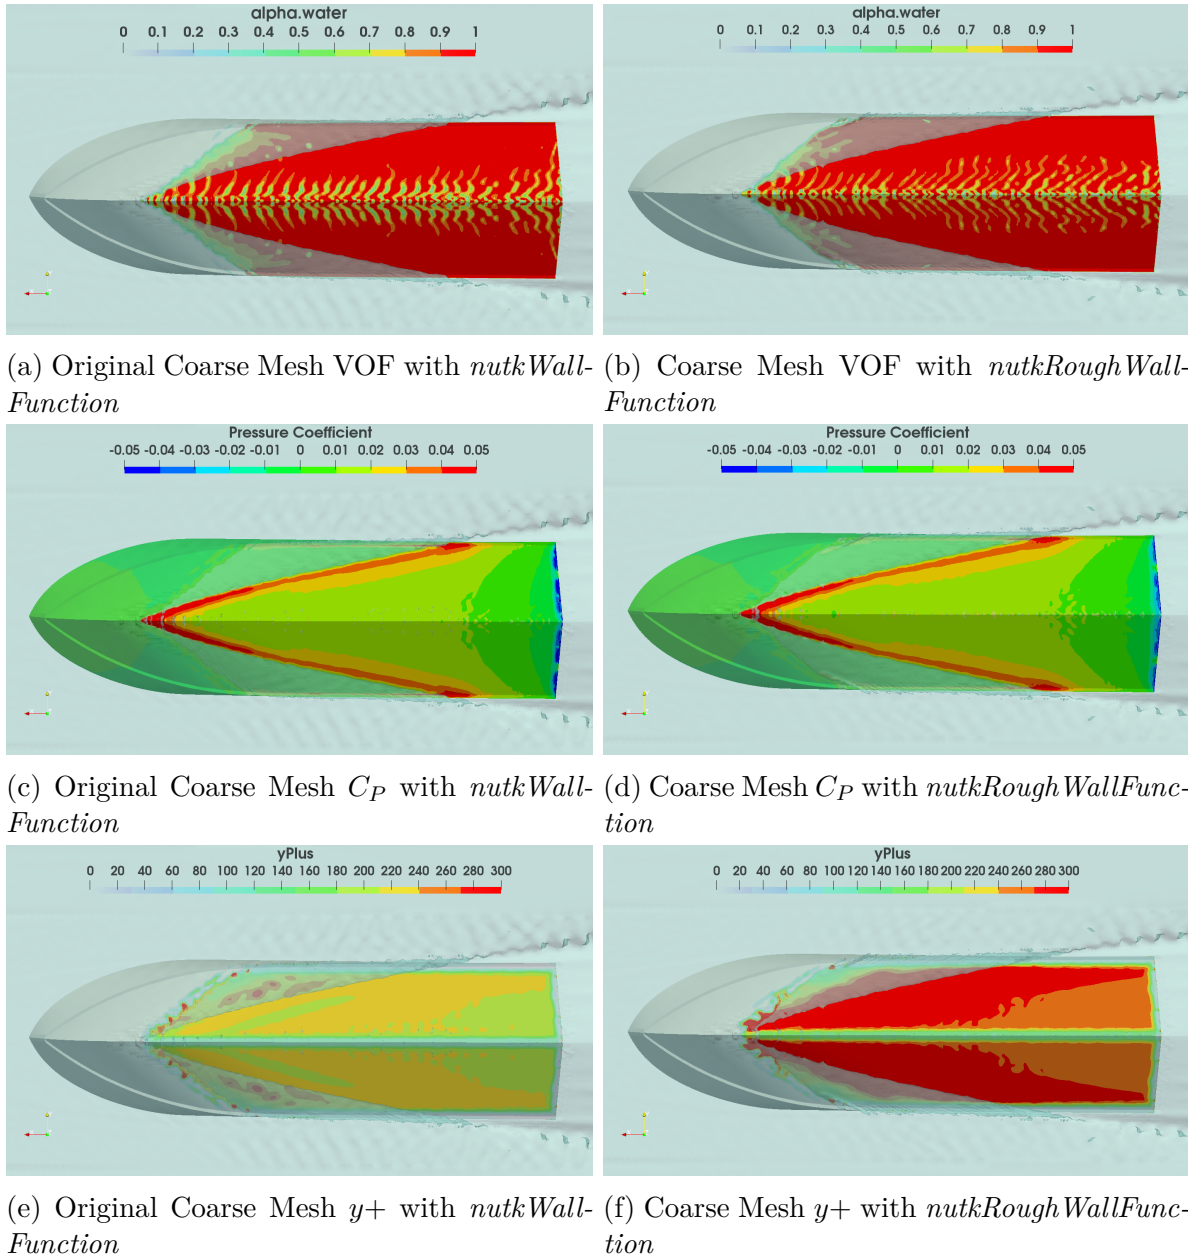 alpha.water
0 0.1 0.2 0.3 0.4 0.5 0.6 0.7 0.8 0.9 1
alpha.water
0 0.1 0.2 0.3 0.4 0.5 0.6 0.7 0.8 0.9 1
(a) Original Coarse Mesh VOF with nutkWall-
Function
(b) Coarse Mesh VOF with nutkRoughWall-
Function
Pressure Coefficient
-0.05 -0.04 -0.03 -0.02 -0.01 0 0.01 0.02 0.03 0.04 0.05
Pressure Coefficient
-0.05 -0.04 -0.03 -0.02 -0.01 0 0.01 0.02 0.03 0.04 0.05
(c) Original Coarse Mesh C_P with nutkWall-
Function
(d) Coarse Mesh C_P with nutkRoughWallFunc-
tion
yPlus
0 20 40 60 80 100 120 140 160 180 200 220 240 260 280 300
yPlus
0 20 40 60 80 100 120 140 160 180 200 220 240 260 280 300
(e) Original Coarse Mesh y+ with nutkWall-
Function
(f) Coarse Mesh y+ with nutkRoughWallFunc-
tion